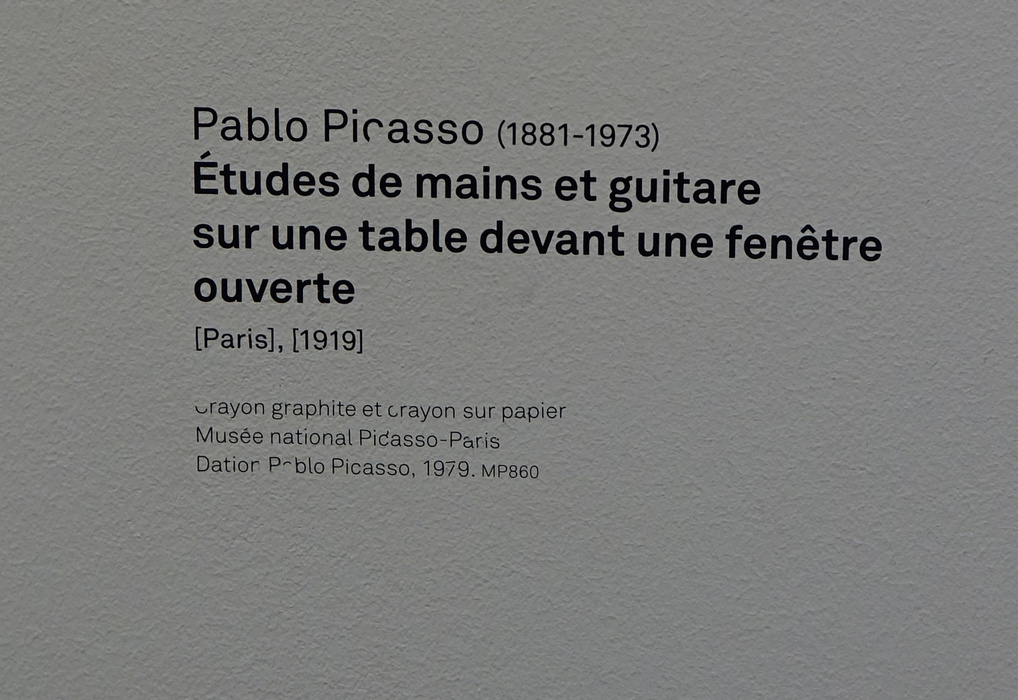 Pablo Picasso (1881-1973)
Études de mains et guitare
sur une table devant une fenêtre
ouverte
[Paris], [1919]
Crayon graphite et crayon sur papier
Musée national Picasso-Paris
Dation Pablo Picasso, 1979. MP860